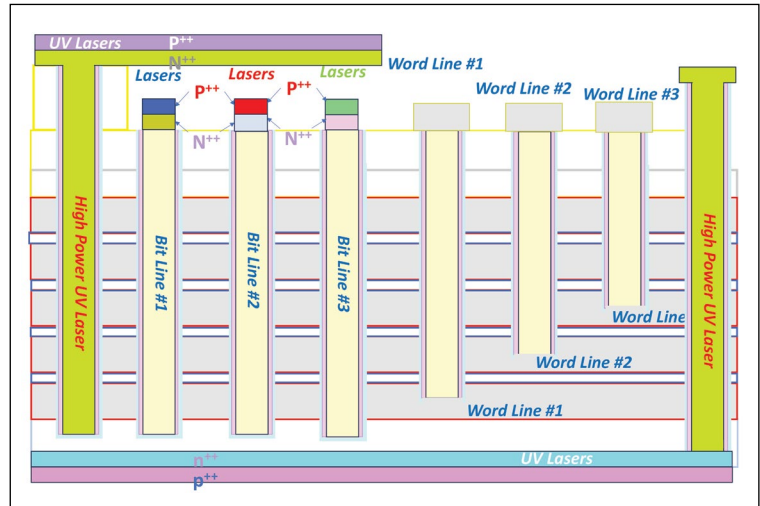 UV Lasers P++
N++
Word Line #1
Lasers
Lasers
Lasers
P++
P++
N++
N++
Word Line #2
Word Line #3
High Power UV Laser
Bit Line #1
Bit Line #2
Bit Line #3
High Power UV Laser
Word Line
Word Line #2
Word Line #1
n++
UV Lasers
p++